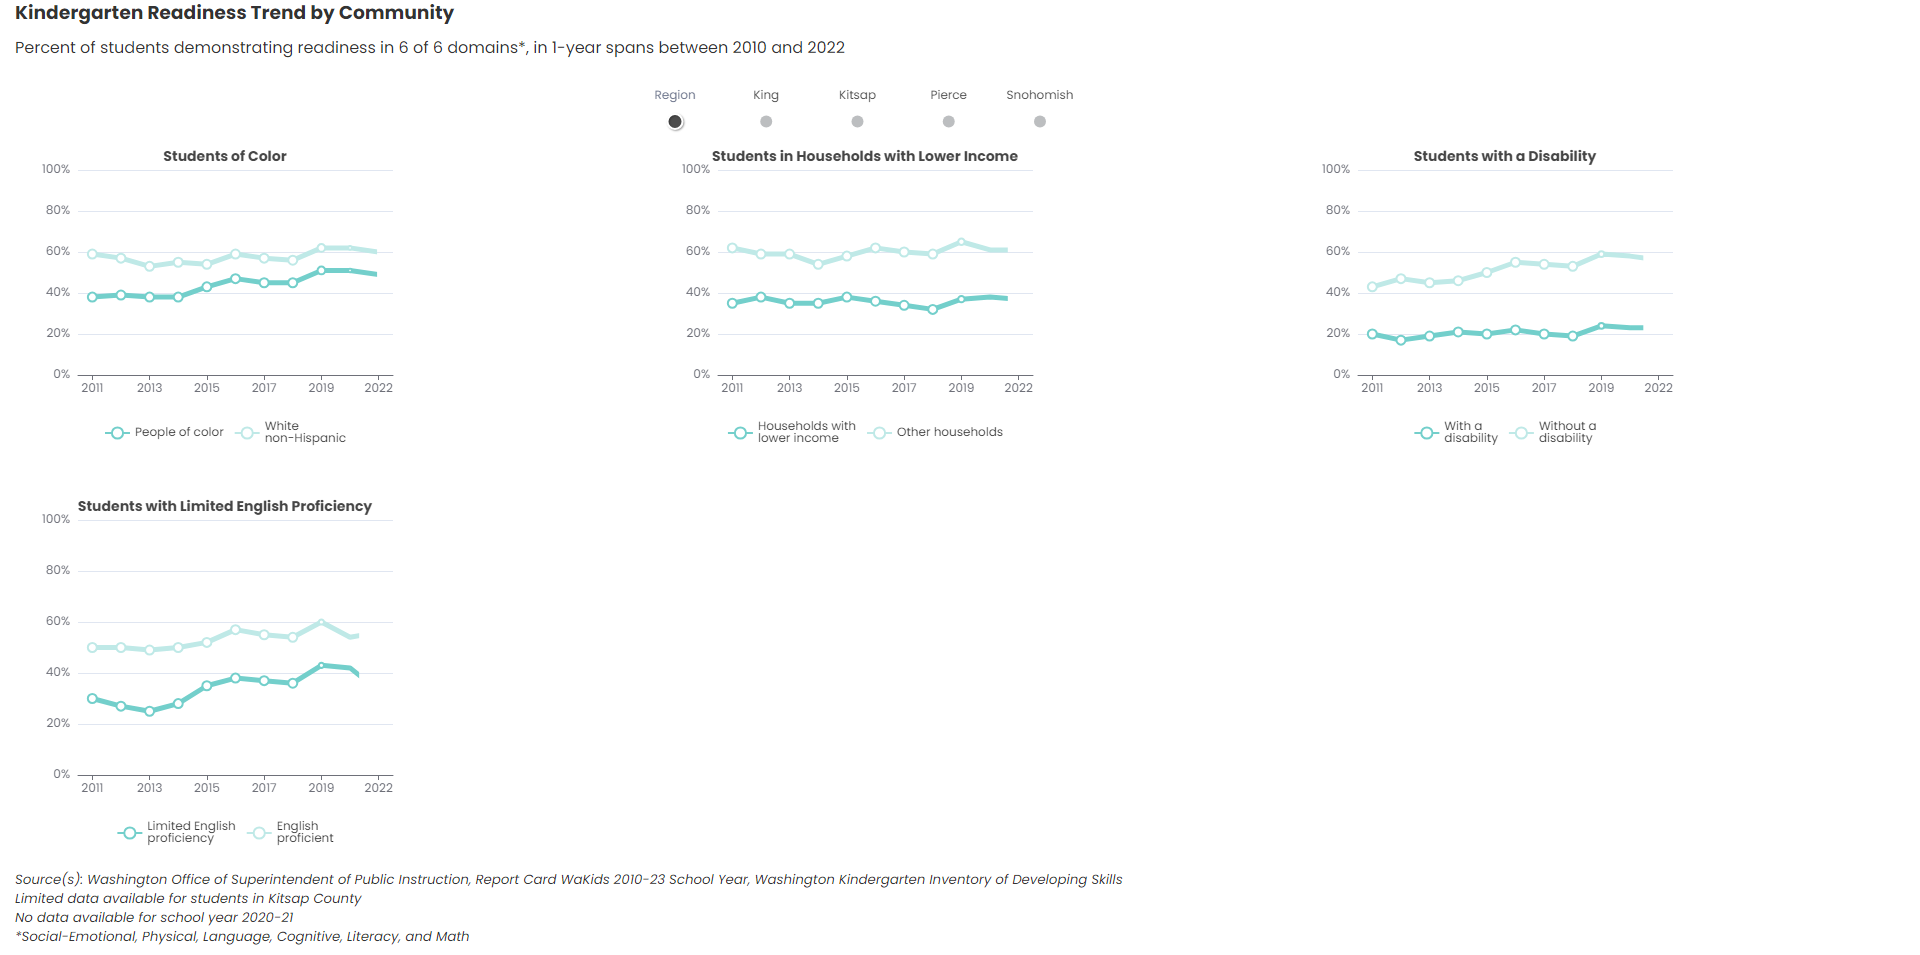 Kindergarten Readiness Trend by Community
Percent of students demonstrating readiness in 6 of 6 domains*, in 1-year spans between 2010 and 2022
Region King Kitsap Pierce Snohomish
Students of Color
100%
80%
60%
40%
20%
0%
2011 2013 2015 2017 2019 2022
People of color
White
non-Hispanic
Students in Households with Lower Income
100%
80%
60%
40%
20%
0%
2011 2013 2015 2017 2019 2022
Households with
lower income
Other households
Students with a Disability
100%
80%
60%
40%
20%
0%
2011 2013 2015 2017 2019 2022
With a
disability
Without a
disability
Students with Limited English Proficiency
100%
80%
60%
40%
20%
0%
2011 2013 2015 2017 2019 2022
Limited English
proficiency
English
proficient
Source(s): Washington Office of Superintendent of Public Instruction, Report Card WaKids 2010-23 School Year, Washington Kindergarten Inventory of Developing Skills
Limited data available for students in Kitsap County
No data available for school year 2020-21
*Social-Emotional, Physical, Language, Cognitive, Literacy, and Math